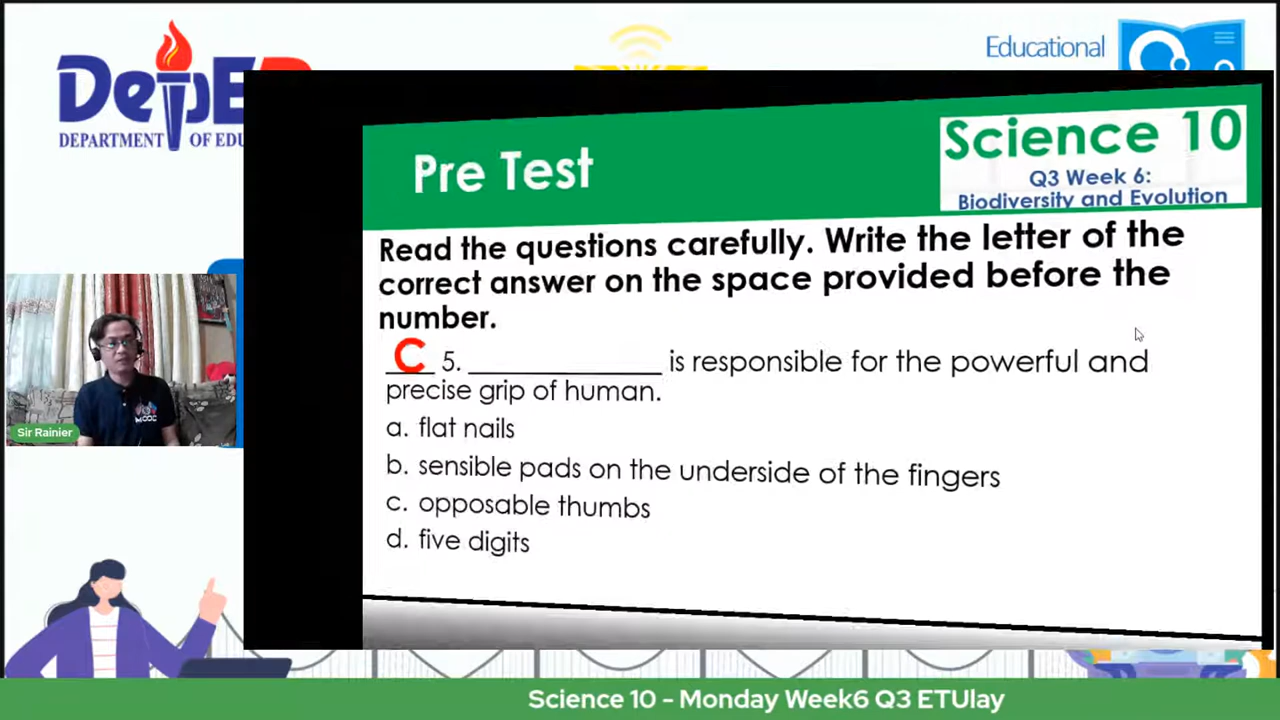 DepED
DEPARTMENT OF EDU
Educational
Pre Test
Science 10
Q3 Week 6:
Biodiversity and Evolution
Read the questions carefully. Write the letter of the
correct answer on the space provided before the
number.
C 5. ______________ is responsible for the powerful and
precise grip of human.
a. flat nails
b. sensible pads on the underside of the fingers
c. opposable thumbs
d. five digits
MOOC
Sir Rainier
Science 10 - Monday Week6 Q3 ETUlay